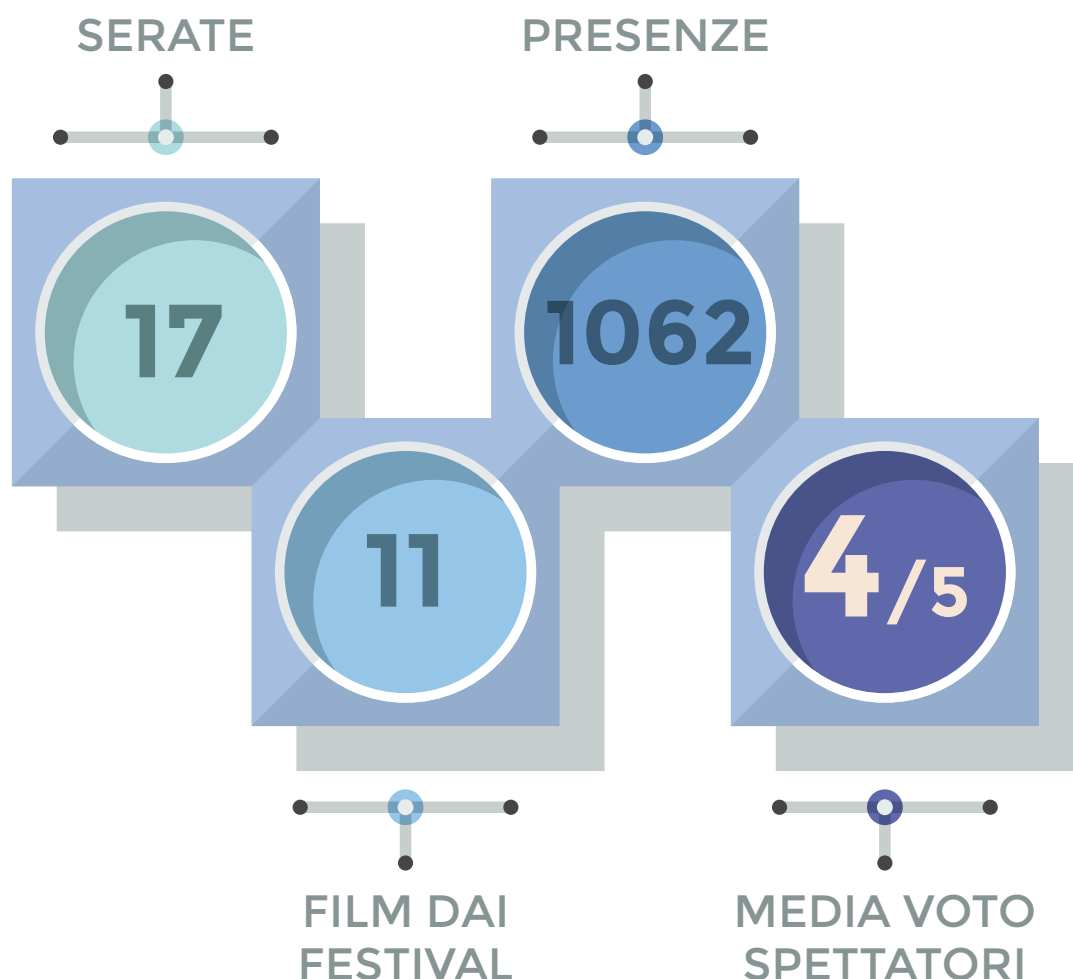 SERATE
PRESENZE
17
1062
11
4/5
FILM DAI
FESTIVAL
MEDIA VOTO
SPETTATORI